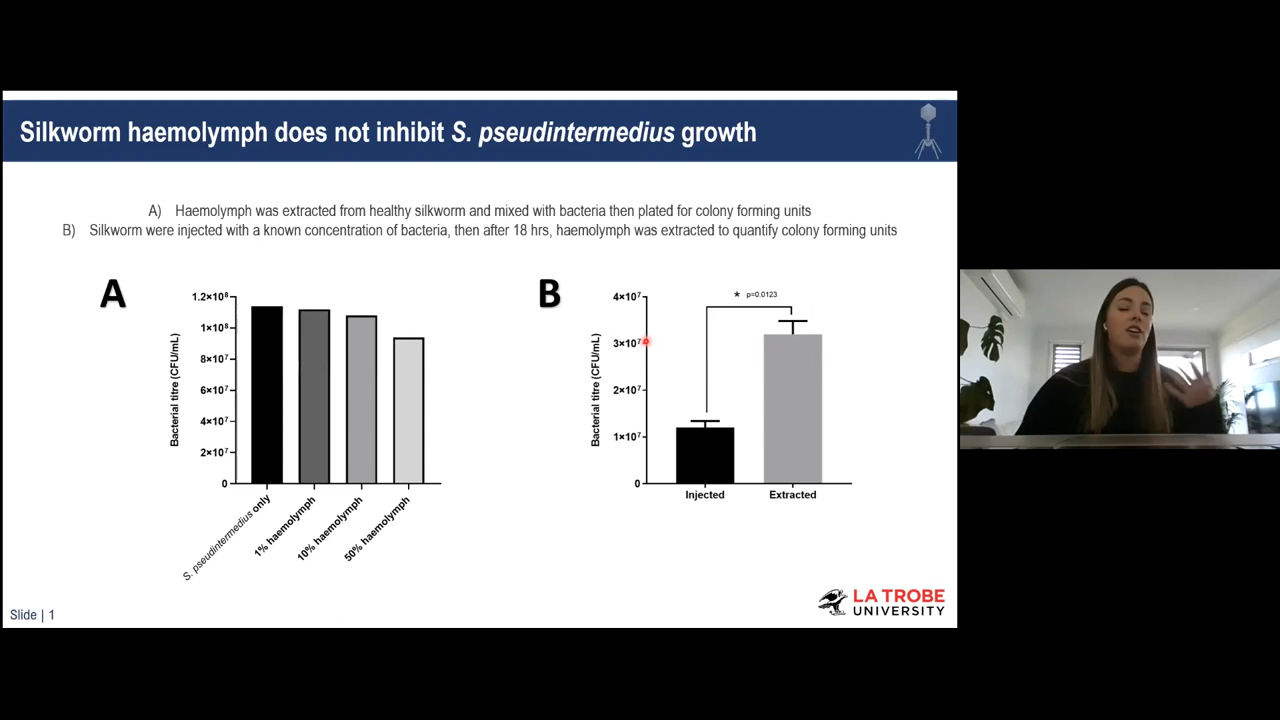 Silkworm haemolymph does not inhibit S. pseudintermedius growth
A) Haemolymph was extracted from healthy silkworm and mixed with bacteria then plated for colony forming units
B) Silkworm were injected with a known concentration of bacteria, then after 18 hrs, haemolymph was extracted to quantify colony forming units
A
Bacterial titre (CFU/mL)
1.2×10⁸
1×10⁸
8×10⁷
6×10⁷
4×10⁷
2×10⁷
0
S. pseudintermedius only
1% haemolymph
10% haemolymph
50% haemolymph
B
Bacterial titre (CFU/mL)
4×10⁷
3×10⁷
2×10⁷
1×10⁷
0
* p=0.0123
Injected
Extracted
Slide | 1
LA TROBE
UNIVERSITY